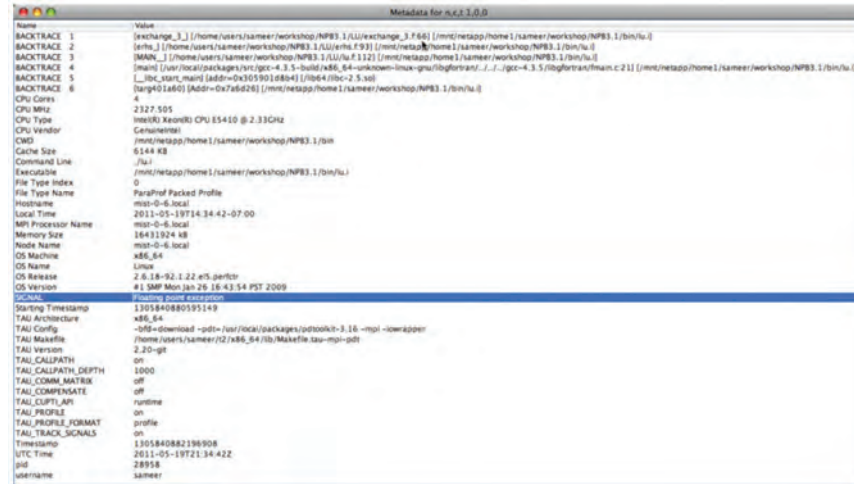 Metadata for n,c,t 1,0,0
Name Value
BACKTRACE 1 [exchange_3_] [/home/users/sameer/workshop/NPB3.1/LU/exchange_3.f:66] [/mnt/netapp/home1/sameer/workshop/NPB3.1/bin/lu.i]
BACKTRACE 2 [erhs_] [/home/users/sameer/workshop/NPB3.1/LU/erhs.f:93] [/mnt/netapp/home1/sameer/workshop/NPB3.1/bin/lu.i]
BACKTRACE 3 [MAIN__] [/home/users/sameer/workshop/NPB3.1/LU/lu.f:112] [/mnt/netapp/home1/sameer/workshop/NPB3.1/bin/lu.i]
BACKTRACE 4 [main] [/usr/local/packages/src/gcc-4.3.5-build/x86_64-unknown-linux-gnu/libgfortran/../../../gcc-4.3.5/libgfortran/fmain.c:21] [/mnt/netapp/home1/sameer/workshop/NPB3.1/bin/lu.i]
BACKTRACE 5 [__libc_start_main] [addr=0x305901d8b4] [/lib64/libc-2.5.so]
BACKTRACE 6 [targ401a60] [Addr=0x7a6d26] [/mnt/netapp/home1/sameer/workshop/NPB3.1/bin/lu.i]
CPU Cores 4
CPU MHz 2327.505
CPU Type Intel(R) Xeon(R) CPU E5410 @ 2.33GHz
CPU Vendor GenuineIntel
CWD /mnt/netapp/home1/sameer/workshop/NPB3.1/bin
Cache Size 6144 KB
Command Line ./lu.i
Executable /mnt/netapp/home1/sameer/workshop/NPB3.1/bin/lu.i
File Type Index 0
File Type Name ParaProf Packed Profile
Hostname mist-0-6.local
Local Time 2011-05-19T14:34:42-07:00
MPI Processor Name mist-0-6.local
Memory Size 16431924 kB
Node Name mist-0-6.local
OS Machine x86_64
OS Name Linux
OS Release 2.6.18-92.1.22.el5.perfctr
OS Version #1 SMP Mon Jan 26 16:43:54 PST 2009
SIGNAL Floating point exception
Starting Timestamp 1305840880595149
TAU Architecture x86_64
TAU Config -bfd=download -pdt=/usr/local/packages/pdtoolkit-3.16 -mpi -iowrapper
TAU Makefile /home/users/sameer/t2/x86_64/lib/Makefile.tau-mpi-pdt
TAU Version 2.20-git
TAU_CALLPATH on
TAU_CALLPATH_DEPTH 1000
TAU_COMM_MATRIX off
TAU_COMPENSATE off
TAU_CUPTI_API runtime
TAU_PROFILE on
TAU_PROFILE_FORMAT profile
TAU_TRACK_SIGNALS on
Timestamp 1305840882196908
UTC Time 2011-05-19T21:34:42Z
pid 28958
username sameer